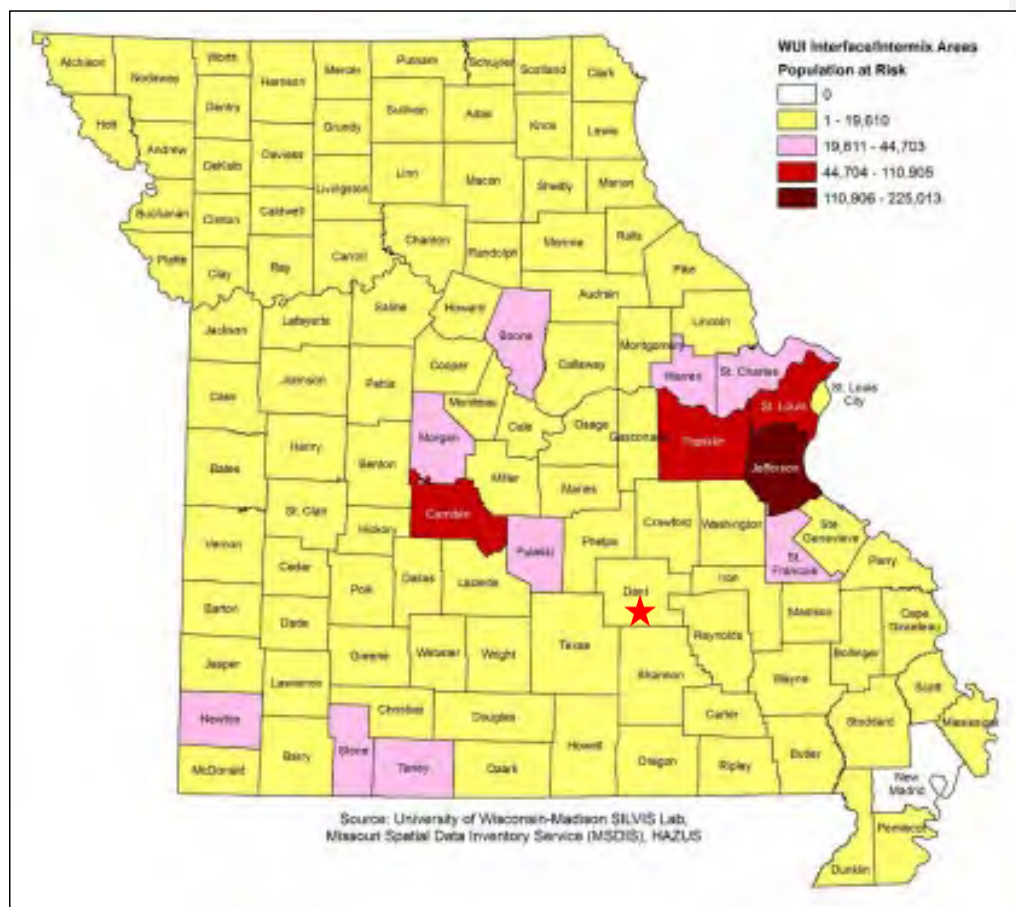 WUI Interface/Intermix Areas
Population at Risk
0
1 - 19,610
19,611 - 44,703
44,704 - 110,905
110,906 - 225,013
Atchison
Nodaway
Worth
Harrison
Mercer
Putnam
Schuyler
Scotland
Clark
Holt
Gentry
Sullivan
Adair
Knox
Lewis
Andrew
DeKalb
Daviess
Grundy
Linn
Macon
Shelby
Marion
Buchanan
Clinton
Caldwell
Livingston
Chariton
Randolph
Monroe
Ralls
Platte
Clay
Ray
Carroll
Pike
Audrain
Jackson
Lafayette
Saline
Howard
Boone
Callaway
Montgomery
Lincoln
Warren
St. Charles
Cass
Johnson
Pettis
Cooper
Moniteau
Cole
Osage
Gasconade
Franklin
St. Louis
St. Louis
City
Jefferson
Bates
Henry
Benton
Morgan
Miller
Maries
Vernon
St. Clair
Hickory
Camden
Pulaski
Phelps
Crawford
Washington
Ste.
Genevieve
St.
Francois
Perry
Cedar
Polk
Dallas
Laclede
Dent
Iron
Madison
Cape
Girardeau
Barton
Dade
Greene
Webster
Wright
Texas
Reynolds
Bollinger
Jasper
Lawrence
Christian
Douglas
Shannon
Wayne
Scott
Newton
Stone
Taney
Howell
Carter
Stoddard
Mississippi
McDonald
Barry
Ozark
Oregon
Ripley
Butler
New
Madrid
Pemiscot
Dunklin
Source: University of Wisconsin-Madison SILVIS Lab,
Missouri Spatial Data Inventory Service (MSDIS), HAZUS